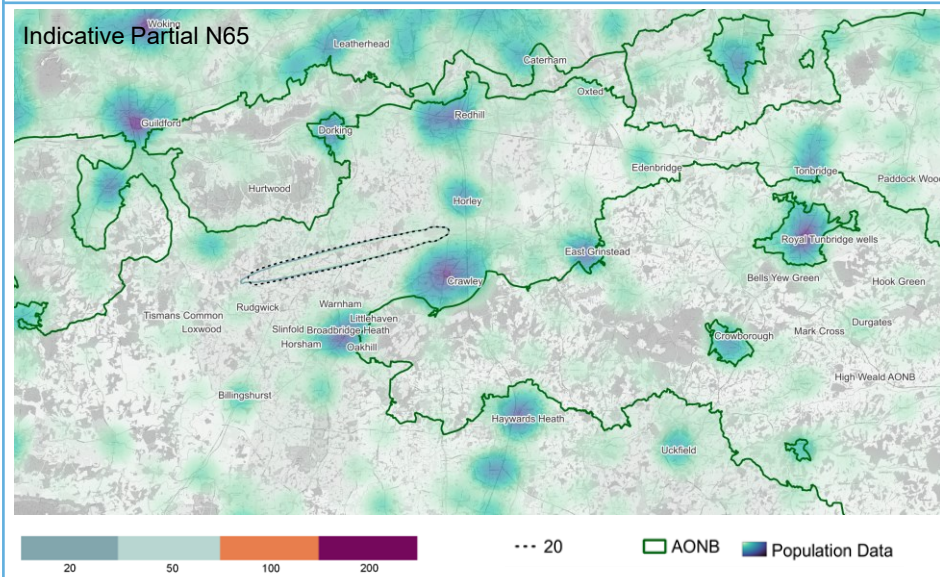 Indicative Partial N65
Woking
Leatherhead
Caterham
Oxted
Guildford
Redhill
Dorking
Edenbridge
Tonbridge
Paddock Wood
Hurtwood
Horley
Royal Tunbridge wells
East Grinstead
Bells Yew Green
Hook Green
Crawley
Rudgwick
Warnham
Tismans Common
Littlehaven
Loxwood
Slinfold
Broadbridge Heath
Durgates
Mark Cross
Crowborough
Horsham
Oakhill
High Weald AONB
Billingshurst
Haywards Heath
Uckfield
20
AONB
Population Data
20
50
100
200